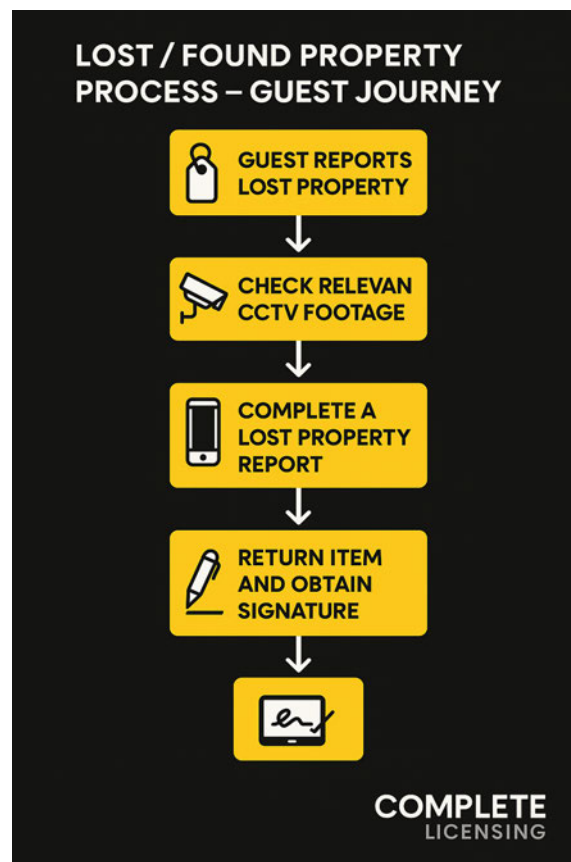 LOST / FOUND PROPERTY
PROCESS – GUEST JOURNEY
GUEST REPORTS
LOST PROPERTY
CHECK RELEVAN
CCTV FOOTAGE
COMPLETE A
LOST PROPERTY
REPORT
RETURN ITEM
AND OBTAIN
SIGNATURE
COMPLETE
LICENSING